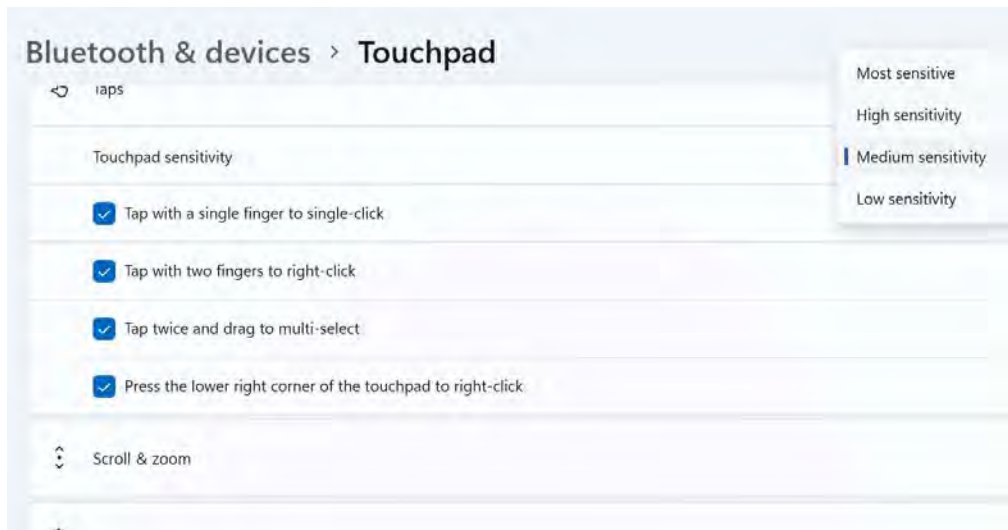 Bluetooth & devices > Touchpad
Taps
Touchpad sensitivity
Most sensitive
High sensitivity
Medium sensitivity
Low sensitivity
Tap with a single finger to single-click
Tap with two fingers to right-click
Tap twice and drag to multi-select
Press the lower right corner of the touchpad to right-click
Scroll & zoom